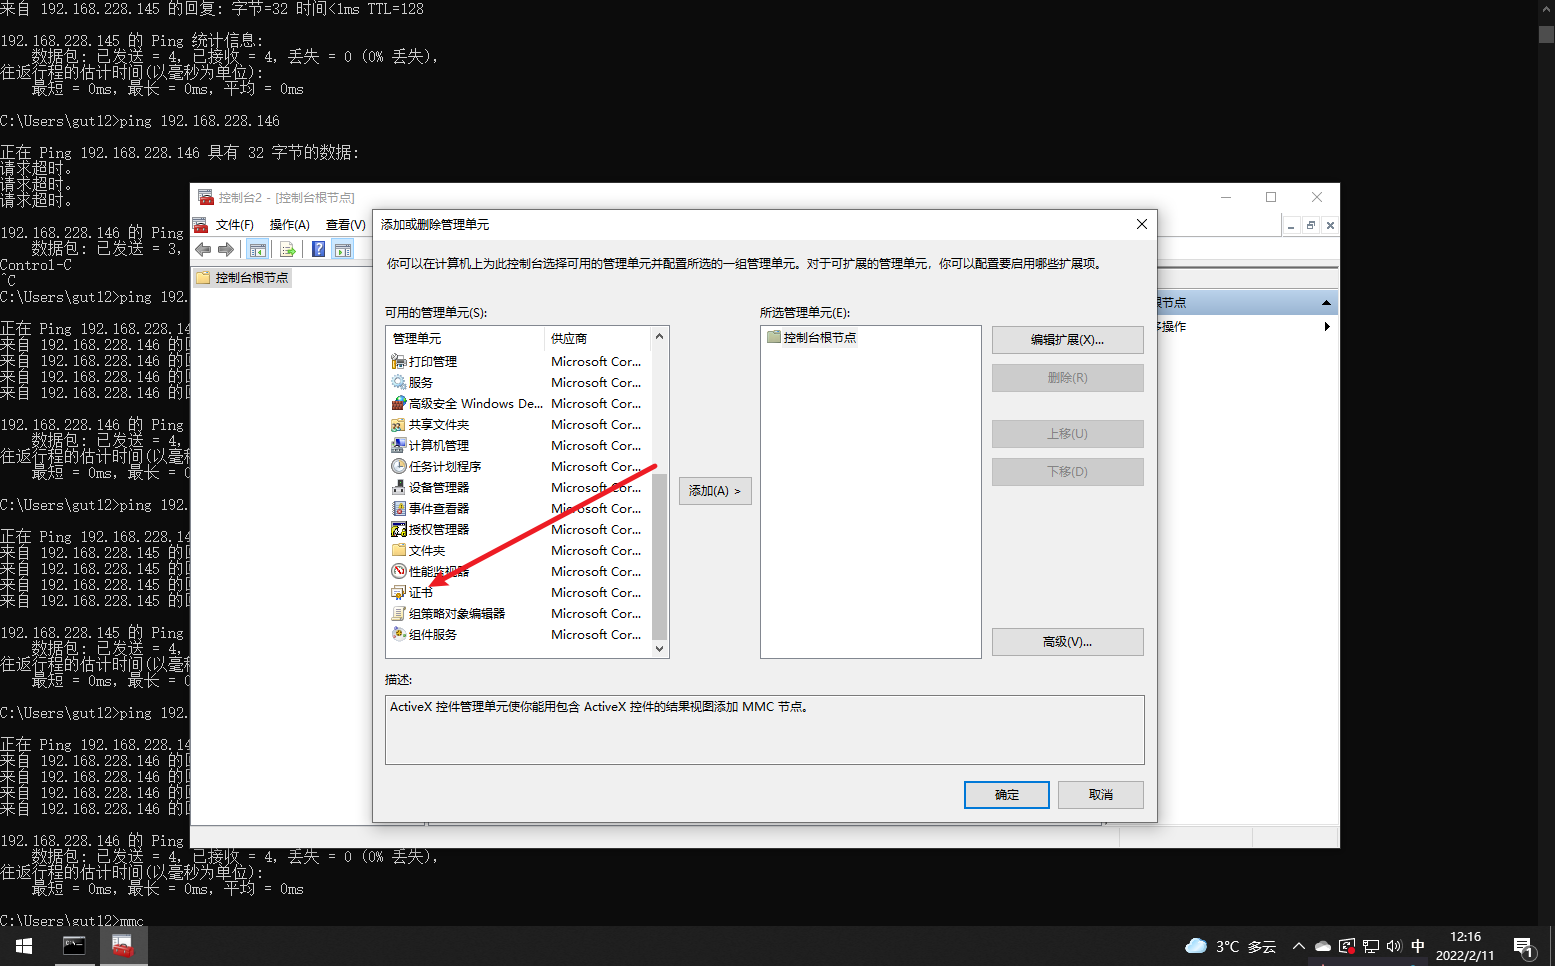 来自 192.168.228.145 的回复: 字节=32 时间<1ms TTL=128
192.168.228.145 的 Ping 统计信息:
数据包: 已发送 = 4，已接收 = 4，丢失 = 0 (0% 丢失)，
往返行程的估计时间(以毫秒为单位):
最短 = 0ms，最长 = 0ms，平均 = 0ms
C:\Users\gut12>ping 192.168.228.146
正在 Ping 192.168.228.146 具有 32 字节的数据:
请求超时。
请求超时。
请求超时。
192.168.228.146 的 Ping
数据包: 已发送 = 3，
Control-C
^C
C:\Users\gut12>ping 192.
正在 Ping 192.168.228.14
来自 192.168.228.146 的
来自 192.168.228.146 的
来自 192.168.228.146 的
来自 192.168.228.146 的
192.168.228.146 的 Ping
数据包: 已发送 = 4，
往返行程的估计时间(以毫
最短 = 0ms，最长 = 
C:\Users\gut12>ping 192.
正在 Ping 192.168.228.14
来自 192.168.228.145 的
来自 192.168.228.145 的
来自 192.168.228.145 的
来自 192.168.228.145 的
192.168.228.145 的 Ping
数据包: 已发送 = 4，
往返行程的估计时间(以毫
最短 = 0ms，最长 = 
C:\Users\gut12>ping 192.
正在 Ping 192.168.228.14
来自 192.168.228.146 的
来自 192.168.228.146 的
来自 192.168.228.146 的
来自 192.168.228.146 的
192.168.228.146 的 Ping
数据包: 已发送 = 4，已接收 = 4，丢失 = 0 (0% 丢失)，
往返行程的估计时间(以毫秒为单位):
最短 = 0ms，最长 = 0ms，平均 = 0ms
C:\Users\gut12>mmc
控制台2 - [控制台根节点]
文件(F) 操作(A) 查看(V)
控制台根节点
节点
操作
添加或删除管理单元
你可以在计算机上为此控制台选择可用的管理单元并配置所选的一组管理单元。对于可扩展的管理单元，你可以配置要启用哪些扩展项。
可用的管理单元(S):
管理单元 供应商
打印管理 Microsoft Cor...
服务 Microsoft Cor...
高级安全 Windows De... Microsoft Cor...
共享文件夹 Microsoft Cor...
计算机管理 Microsoft Cor...
任务计划程序 Microsoft Cor...
设备管理器 Microsoft Cor...
事件查看器 Microsoft Cor...
授权管理器 Microsoft Cor...
文件夹 Microsoft Cor...
性能监视器 Microsoft Cor...
证书 Microsoft Cor...
组策略对象编辑器 Microsoft Cor...
组件服务 Microsoft Cor...
添加(A) >
所选管理单元(E):
控制台根节点
编辑扩展(X)...
删除(R)
上移(U)
下移(D)
高级(V)...
描述:
ActiveX 控件管理单元使你能用包含 ActiveX 控件的结果视图添加 MMC 节点。
确定 取消
3°C 多云
中
12:16
2022/2/11
1